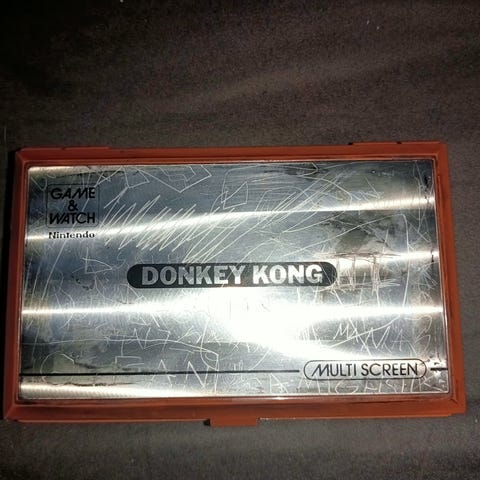 GAME
&
WATCH
Nintendo
DONKEY KONG
MULTI SCREEN